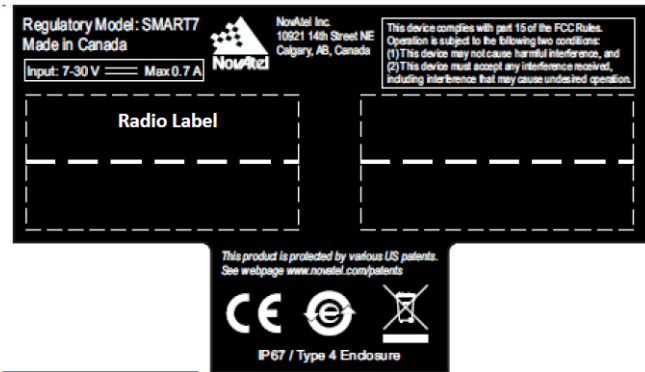 Regulatory Model: SMART7
Made in Canada
Input: 7-30 V Max 0.7 A
NovAtel
NovAtel Inc.
10921 14th Street NE
Calgary, AB, Canada
This device complies with part 15 of the FCC Rules.
Operation is subject to the following two conditions:
(1) This device may not cause harmful interference, and
(2) This device must accept any interference received,
including interference that may cause undesired operation.
Radio Label
This product is protected by various US patents.
See webpage www.novatel.com/patents
CE
e
IP67 / Type 4 Enclosure